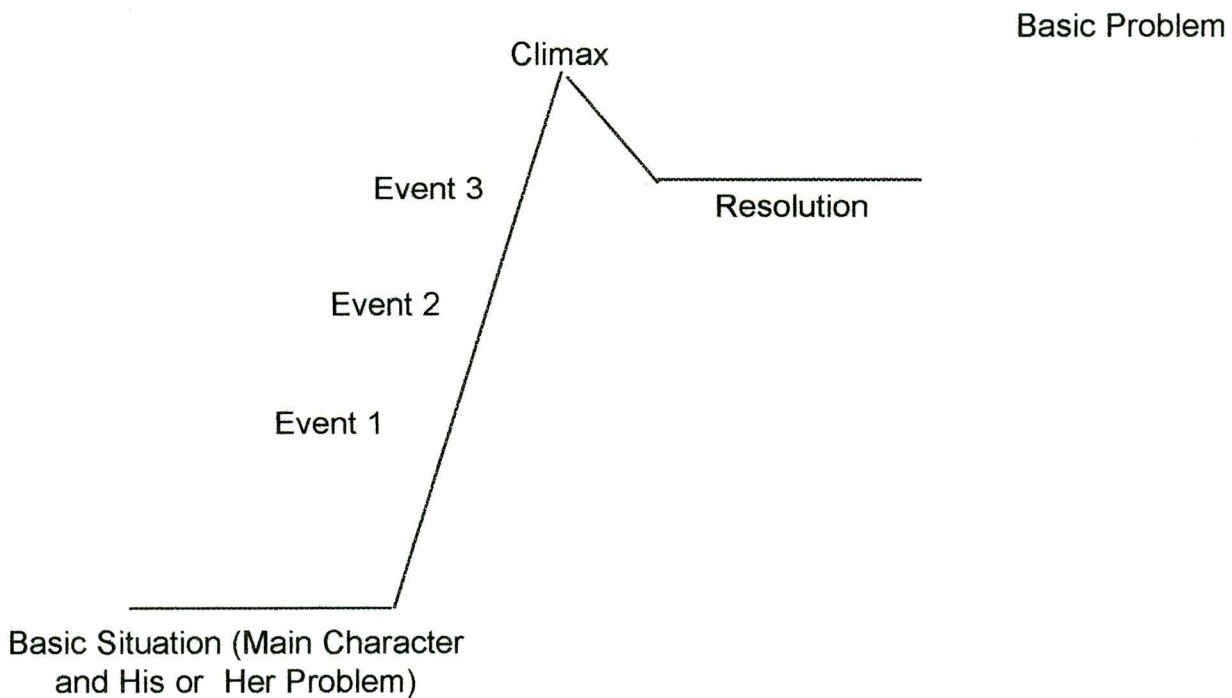 Basic Problem
Climax
Event 3
Resolution
Event 2
Event 1
Basic Situation (Main Character
and His or Her Problem)